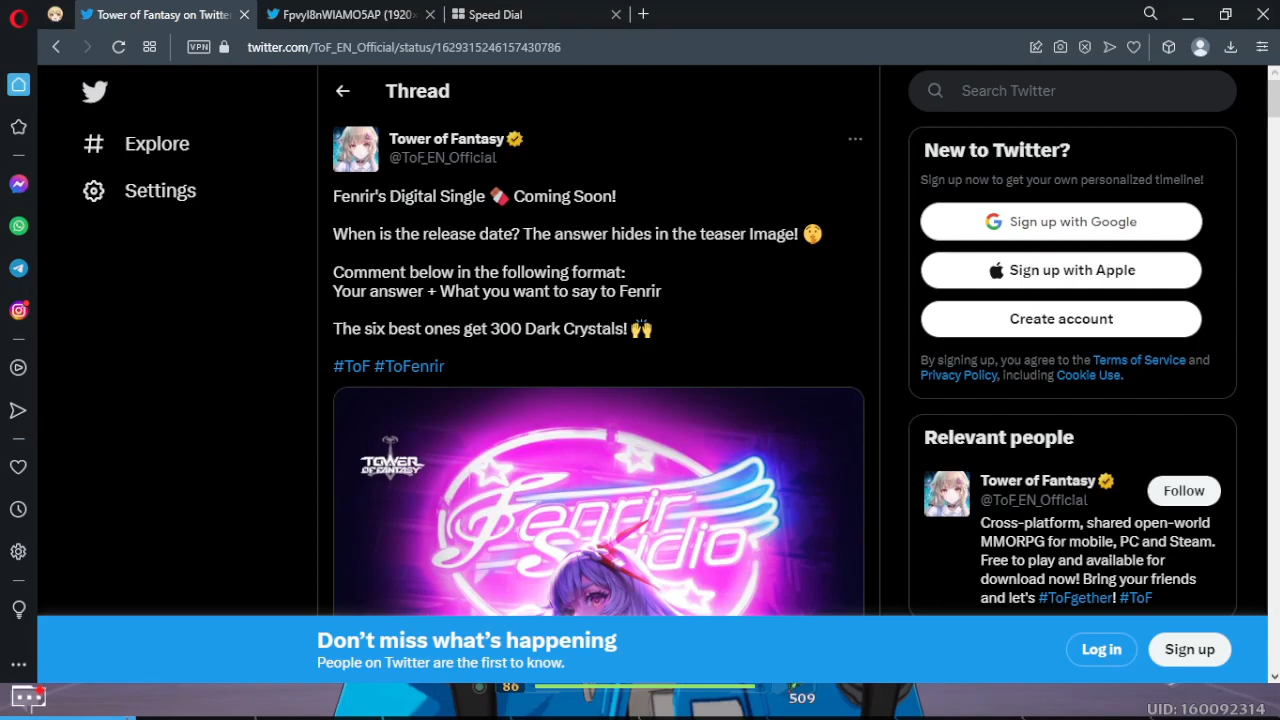 Tower of Fantasy on Twitter
Fpvyl8nWIAMO5AP (1920×
Speed Dial
VPN
twitter.com/ToF_EN_Official/status/1629315246157430786
Explore
Settings
Thread
Tower of Fantasy
@ToF_EN_Official
Fenrir's Digital Single 🍫 Coming Soon!
When is the release date? The answer hides in the teaser image! 🤫
Comment below in the following format:
Your answer + What you want to say to Fenrir
The six best ones get 300 Dark Crystals! 🙌
#ToF #ToFenrir
TOWER
OF FANTASY
Fenrir
Studio
Search Twitter
New to Twitter?
Sign up now to get your own personalized timeline!
Sign up with Google
Sign up with Apple
Create account
By signing up, you agree to the Terms of Service and
Privacy Policy, including Cookie Use.
Relevant people
Tower of Fantasy
@ToF_EN_Official
Follow
Cross-platform, shared open-world
MMORPG for mobile, PC and Steam.
Free to play and available for
download now! Bring your friends
and let's #ToFgether! #ToF
Don’t miss what’s happening
People on Twitter are the first to know.
Log in
Sign up
86
509
UID: 160092314